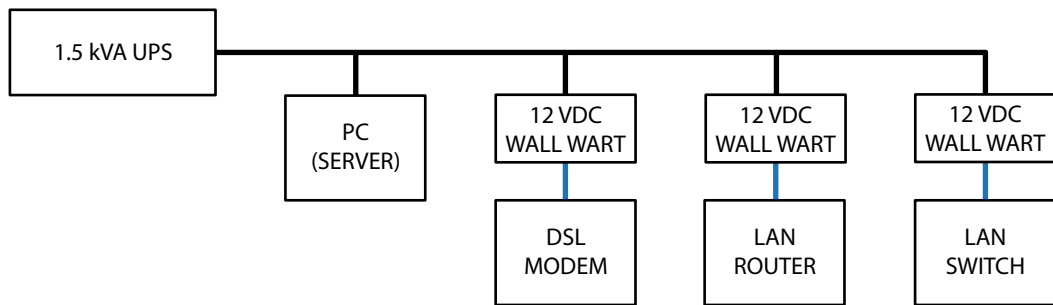 1.5 kVA UPS
PC
(SERVER)
12 VDC
WALL WART
12 VDC
WALL WART
12 VDC
WALL WART
DSL
MODEM
LAN
ROUTER
LAN
SWITCH